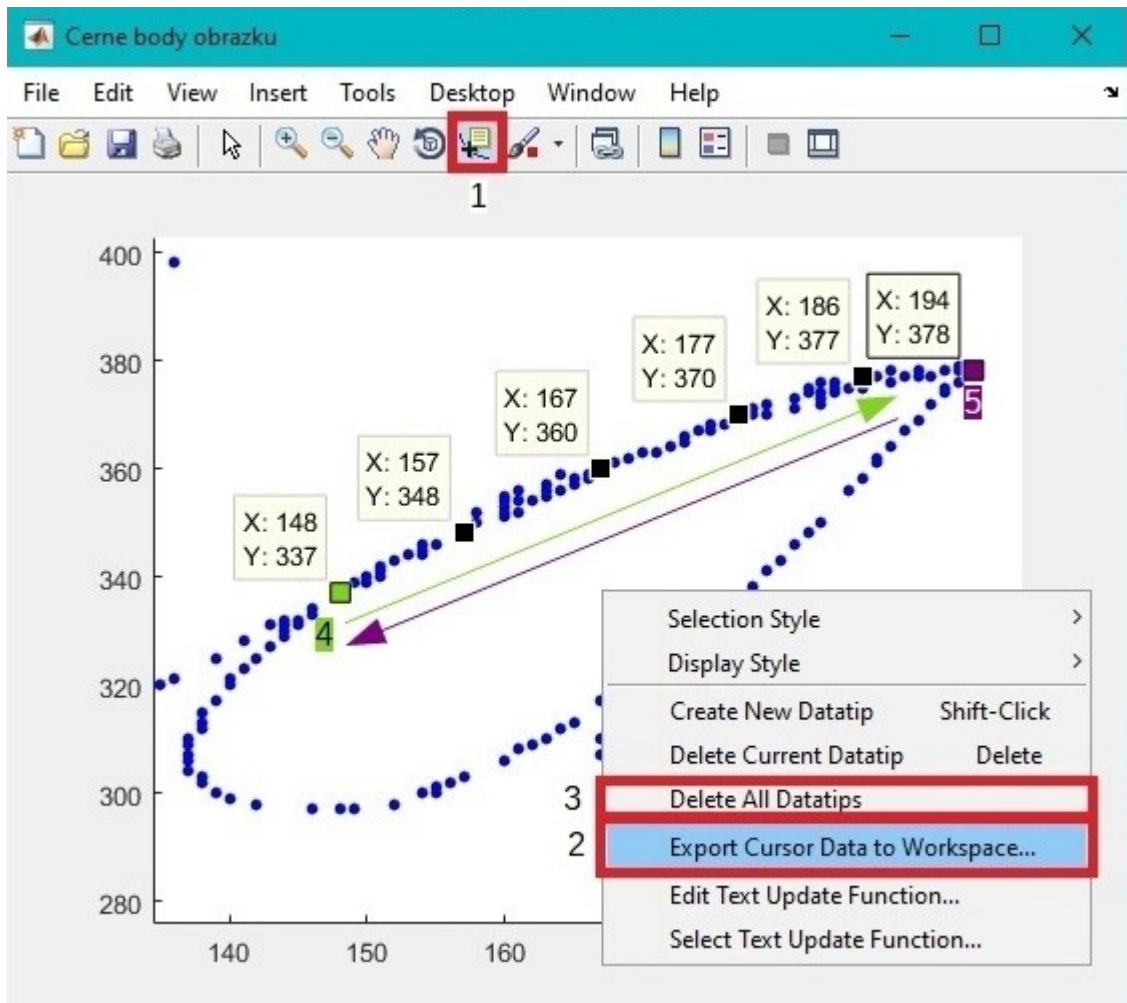 Cerne body obrazku
File Edit View Insert Tools Desktop Window Help
1
400
380
360
340
320
300
280
140 150 160
X: 148
Y: 337
X: 157
Y: 348
X: 167
Y: 360
X: 177
Y: 370
X: 186
Y: 377
X: 194
Y: 378
4
5
Selection Style
Display Style
Create New Datatip Shift-Click
Delete Current Datatip Delete
3 Delete All Datatips
2 Export Cursor Data to Workspace...
Edit Text Update Function...
Select Text Update Function...